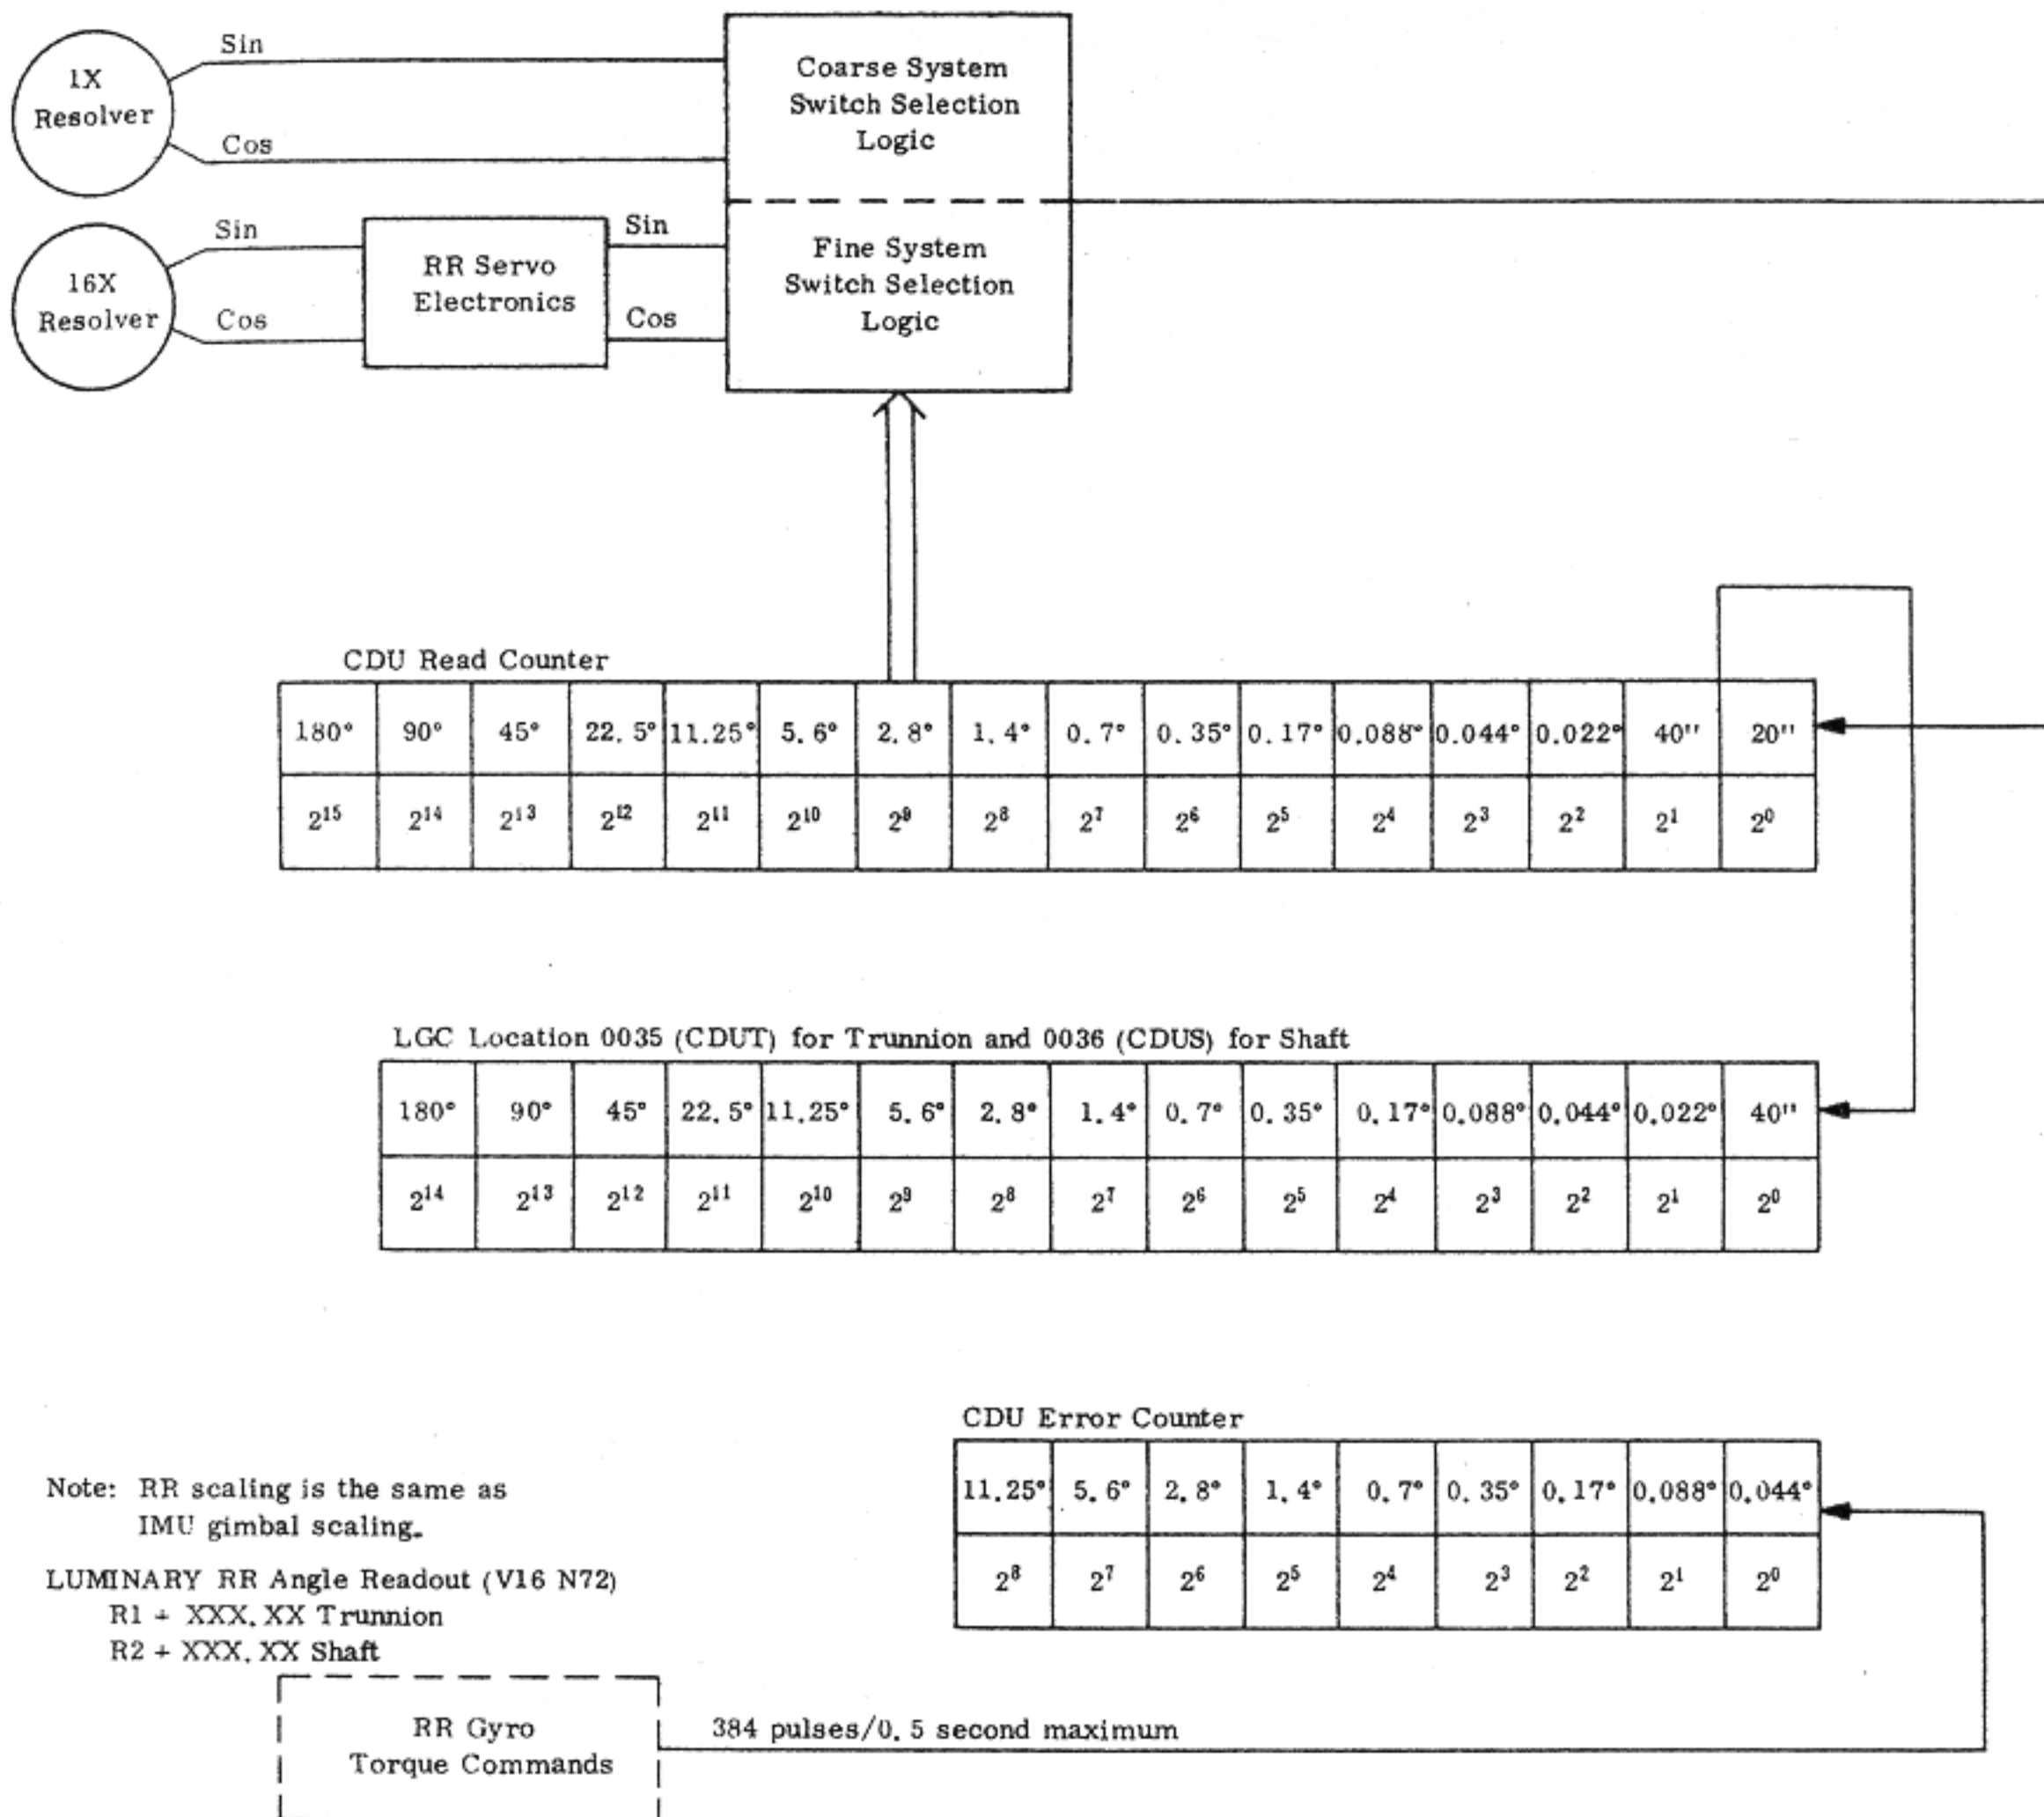 1X
Resolver
Sin
Cos
Coarse System
Switch Selection
Logic
16X
Resolver
Sin
Cos
RR Servo
Electronics
Sin
Cos
Fine System
Switch Selection
Logic
CDU Read Counter
180° 90° 45° 22.5° 11.25° 5.6° 2.8° 1.4° 0.7° 0.35° 0.17° 0.088° 0.044° 0.022° 40" 20"
2¹⁵ 2¹⁴ 2¹³ 2¹² 2¹¹ 2¹⁰ 2⁹ 2⁸ 2⁷ 2⁶ 2⁵ 2⁴ 2³ 2² 2¹ 2⁰
LGC Location 0035 (CDUT) for Trunnion and 0036 (CDUS) for Shaft
180° 90° 45° 22.5° 11.25° 5.6° 2.8° 1.4° 0.7° 0.35° 0.17° 0.088° 0.044° 0.022° 40"
2¹⁴ 2¹³ 2¹² 2¹¹ 2¹⁰ 2⁹ 2⁸ 2⁷ 2⁶ 2⁵ 2⁴ 2³ 2² 2¹ 2⁰
CDU Error Counter
11.25° 5.6° 2.8° 1.4° 0.7° 0.35° 0.17° 0.088° 0.044°
2⁸ 2⁷ 2⁶ 2⁵ 2⁴ 2³ 2² 2¹ 2⁰
Note: RR scaling is the same as
IMU gimbal scaling.
LUMINARY RR Angle Readout (V16 N72)
R1 + XXX.XX Trunnion
R2 + XXX.XX Shaft
RR Gyro
Torque Commands
384 pulses/0.5 second maximum